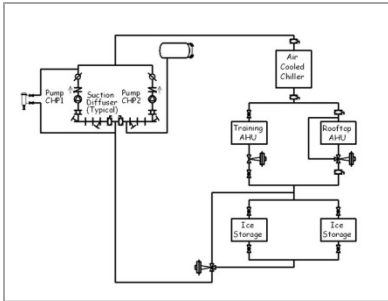 Pump
CHP1
Suction
Diffuser
(Typical)
Pump
CHP2
Air
Cooled
Chiller
Training
AHU
Rooftop
AHU
Ice
Storage
Ice
Storage